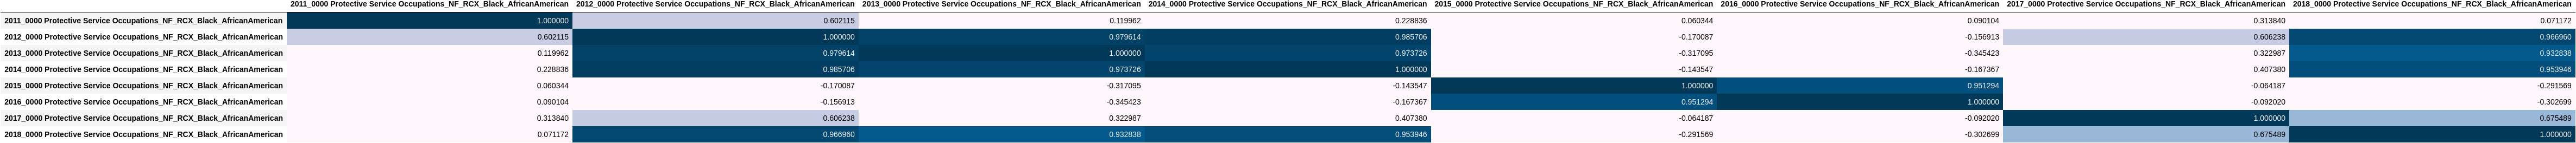 2011_0000 Protective Service Occupations_NF_RCX_Black_AfricanAmerican 2012_0000 Protective Service Occupations_NF_RCX_Black_AfricanAmerican 2013_0000 Protective Service Occupations_NF_RCX_Black_AfricanAmerican 2014_0000 Protective Service Occupations_NF_RCX_Black_AfricanAmerican 2015_0000 Protective Service Occupations_NF_RCX_Black_AfricanAmerican 2016_0000 Protective Service Occupations_NF_RCX_Black_AfricanAmerican 2017_0000 Protective Service Occupations_NF_RCX_Black_AfricanAmerican 2018_0000 Protective Service Occupations_NF_RCX_Black_AfricanAmerican
2011_0000 Protective Service Occupations_NF_RCX_Black_AfricanAmerican 1.000000 0.602115 0.119962 0.228836 0.060344 0.090104 0.313840 0.071172
2012_0000 Protective Service Occupations_NF_RCX_Black_AfricanAmerican 0.602115 1.000000 0.979614 0.985706 -0.170087 -0.156913 0.606238 0.966960
2013_0000 Protective Service Occupations_NF_RCX_Black_AfricanAmerican 0.119962 0.979614 1.000000 0.973726 -0.317095 -0.345423 0.322987 0.932838
2014_0000 Protective Service Occupations_NF_RCX_Black_AfricanAmerican 0.228836 0.985706 0.973726 1.000000 -0.143547 -0.167367 0.407380 0.953946
2015_0000 Protective Service Occupations_NF_RCX_Black_AfricanAmerican 0.060344 -0.170087 -0.317095 -0.143547 1.000000 0.951294 -0.064187 -0.291569
2016_0000 Protective Service Occupations_NF_RCX_Black_AfricanAmerican 0.090104 -0.156913 -0.345423 -0.167367 0.951294 1.000000 -0.092020 -0.302699
2017_0000 Protective Service Occupations_NF_RCX_Black_AfricanAmerican 0.313840 0.606238 0.322987 0.407380 -0.064187 -0.092020 1.000000 0.675489
2018_0000 Protective Service Occupations_NF_RCX_Black_AfricanAmerican 0.071172 0.966960 0.932838 0.953946 -0.291569 -0.302699 0.675489 1.000000